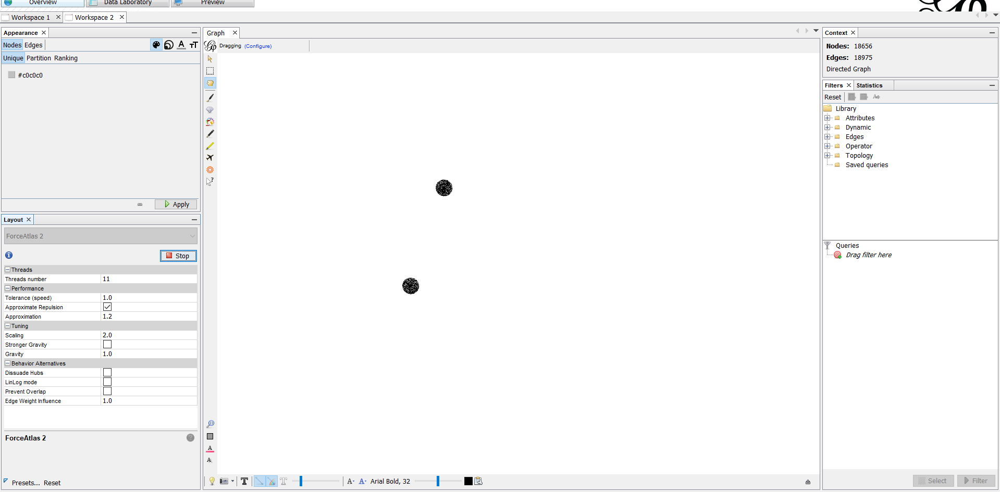 Overview
Data Laboratory
Preview
Workspace 1
Workspace 2
Appearance
Nodes Edges
Unique Partition Ranking
#c0c0c0
Apply
Layout
ForceAtlas 2
Stop
Threads
Threads number 11
Performance
Tolerance (speed) 1.0
Approximate Repulsion
Approximation 1.2
Tuning
Scaling 2.0
Stronger Gravity
Gravity 1.0
Behavior Alternatives
Dissuade Hubs
LinLog mode
Prevent Overlap
Edge Weight Influence 1.0
ForceAtlas 2
Presets... Reset
Graph
Dragging (Configure)
Arial Bold, 32
Context
Nodes: 18656
Edges: 18975
Directed Graph
Filters
Statistics
Reset
Library
Attributes
Dynamic
Edges
Operator
Topology
Saved queries
Queries
Drag filter here
Select
Filter